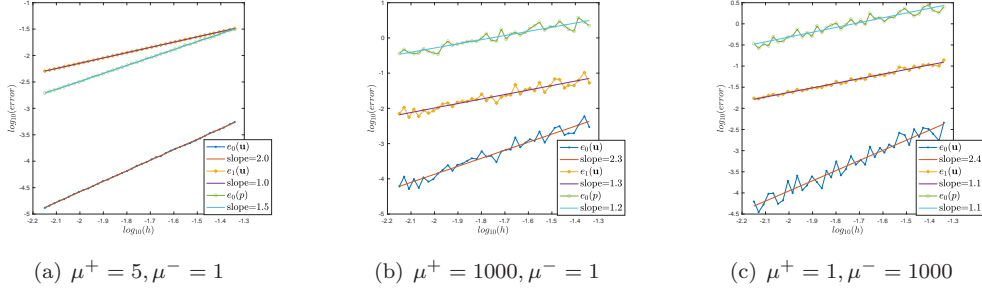 -1
-1.5
-2
-2.5
-3
-3.5
-4
-4.5
-5
log₁₀(error)
-2.2 -2.1 -2 -1.9 -1.8 -1.7 -1.6 -1.5 -1.4 -1.3
log₁₀(h)
e₀(u)
slope=2.0
e₁(u)
slope=1.0
e₀(p)
slope=1.5
(a) μ⁺ = 5, μ⁻ = 1
1
0
-1
-2
-3
-4
-5
log₁₀(error)
-2.2 -2.1 -2 -1.9 -1.8 -1.7 -1.6 -1.5 -1.4 -1.3
log₁₀(h)
e₀(u)
slope=2.3
e₁(u)
slope=1.3
e₀(p)
slope=1.2
(b) μ⁺ = 1000, μ⁻ = 1
0.5
0
-0.5
-1
-1.5
-2
-2.5
-3
-3.5
-4
-4.5
log₁₀(error)
-2.2 -2.1 -2 -1.9 -1.8 -1.7 -1.6 -1.5 -1.4 -1.3
log₁₀(h)
e₀(u)
slope=2.4
e₁(u)
slope=1.1
e₀(p)
slope=1.1
(c) μ⁺ = 1, μ⁻ = 1000